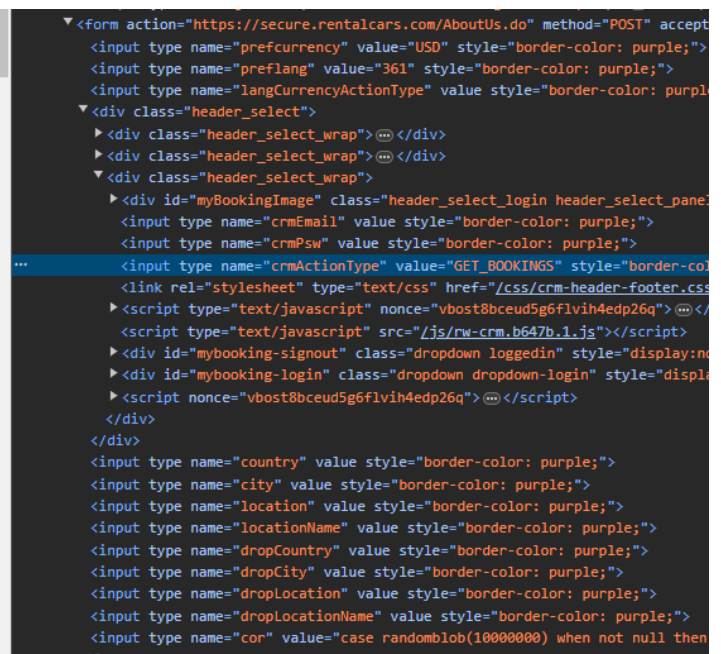 <form action="https://secure.rentalcars.com/AboutUs.do" method="POST" accept
<input type name="prefcurrency" value="USD" style="border-color: purple;">
<input type name="preflang" value="361" style="border-color: purple;">
<input type name="langCurrencyActionType" value style="border-color: purpl
<div class="header_select">
<div class="header_select_wrap">…</div>
<div class="header_select_wrap">…</div>
<div class="header_select_wrap">
<div id="myBookingImage" class="header_select_login header_select_panel
<input type name="crmEmail" value style="border-color: purple;">
<input type name="crmPsw" value style="border-color: purple;">
… <input type name="crmActionType" value="GET_BOOKINGS" style="border-col
<link rel="stylesheet" type="text/css" href="/css/crm-header-footer.css
<script type="text/javascript" nonce="vbost8bceud5g6flvih4edp26q">…</
<script type="text/javascript" src="/js/rw-crm.b647b.1.js"></script>
<div id="mybooking-signout" class="dropdown loggedin" style="display:no
<div id="mybooking-login" class="dropdown dropdown-login" style="displa
<script nonce="vbost8bceud5g6flvih4edp26q">…</script>
</div>
</div>
<input type name="country" value style="border-color: purple;">
<input type name="city" value style="border-color: purple;">
<input type name="location" value style="border-color: purple;">
<input type name="locationName" value style="border-color: purple;">
<input type name="dropCountry" value style="border-color: purple;">
<input type name="dropCity" value style="border-color: purple;">
<input type name="dropLocation" value style="border-color: purple;">
<input type name="dropLocationName" value style="border-color: purple;">
<input type name="cor" value="case randomblob(10000000) when not null then